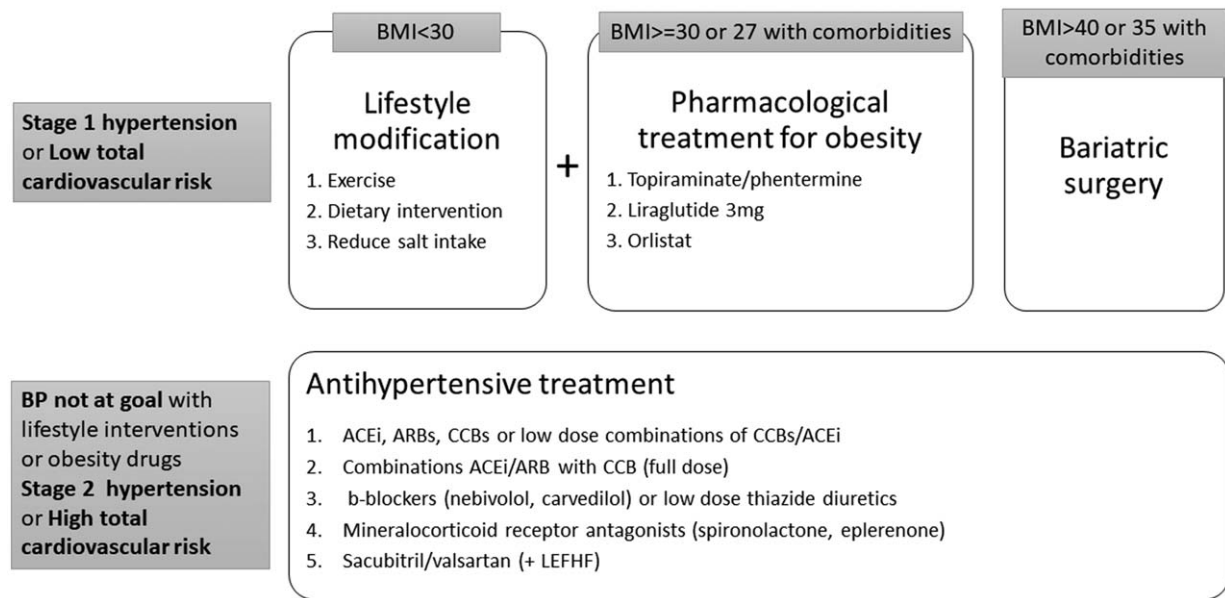 BMI<30
BMI>=30 or 27 with comorbidities
BMI>40 or 35 with
comorbidities
Stage 1 hypertension
or Low total
cardiovascular risk
Lifestyle
modification
1. Exercise
2. Dietary intervention
3. Reduce salt intake
+
Pharmacological
treatment for obesity
1. Topiraminate/phentermine
2. Liraglutide 3mg
3. Orlistat
Bariatric
surgery
BP not at goal with
lifestyle interventions
or obesity drugs
Stage 2 hypertension
or High total
cardiovascular risk
Antihypertensive treatment
1. ACEi, ARBs, CCBs or low dose combinations of CCBs/ACEi
2. Combinations ACEi/ARB with CCB (full dose)
3. b-blockers (nebivolol, carvedilol) or low dose thiazide diuretics
4. Mineralocorticoid receptor antagonists (spironolactone, eplerenone)
5. Sacubitril/valsartan (+ LEFHF)